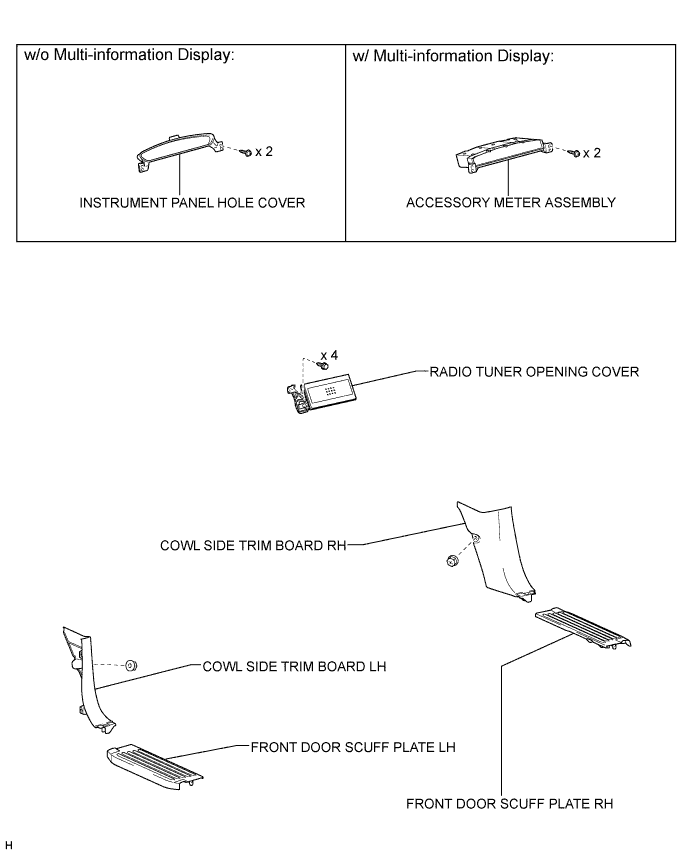 w/o Multi-information Display:
w/ Multi-information Display:
x 2
x 2
INSTRUMENT PANEL HOLE COVER
ACCESSORY METER ASSEMBLY
x 4
RADIO TUNER OPENING COVER
COWL SIDE TRIM BOARD RH
COWL SIDE TRIM BOARD LH
FRONT DOOR SCUFF PLATE LH
FRONT DOOR SCUFF PLATE RH
H